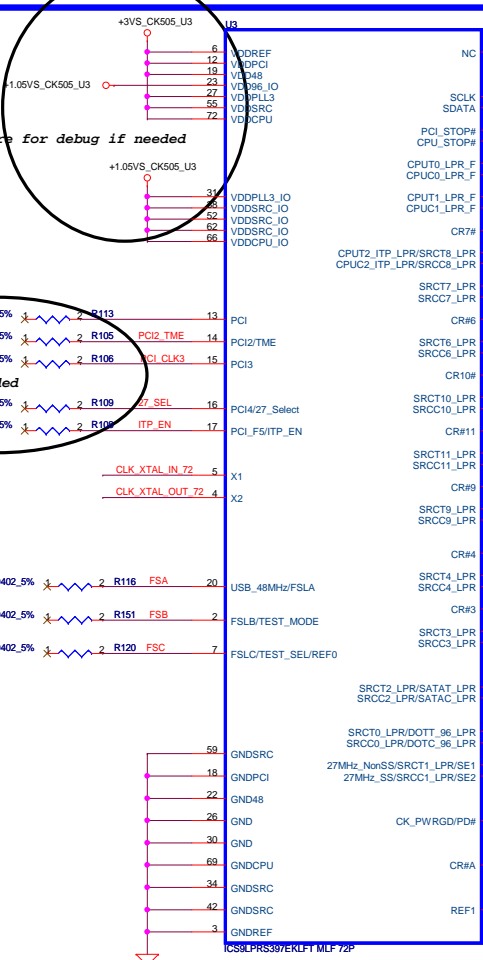 +3VS_CK505_U3
U3
6 VDDREF NC
12 VDDPCI
19 VDD48
+1.05VS_CK505_U3 23 VDD96_IO
27 VDDPLL3 SCLK
55 VDDSRC SDATA
72 VDDCPU
PCI_STOP#
re for debug if needed CPU_STOP#
CPUT0_LPR_F
+1.05VS_CK505_U3 CPUC0_LPR_F
31 VDDPLL3_IO CPUT1_LPR_F
38 VDDSRC_IO CPUC1_LPR_F
52 VDDSRC_IO
62 VDDSRC_IO CR7#
66 VDDCPU_IO
CPUT2_ITP_LPR/SRCT8_LPR
CPUC2_ITP_LPR/SRCC8_LPR
SRCT7_LPR
SRCC7_LPR
5% 1 2 R113 13 PCI CR#6
5% 1 2 R105 PCI2_TME 14 PCI2/TME SRCT6_LPR
SRCC6_LPR
5% 1 2 R106 PCI_CLK3 15 PCI3
ded CR10#
5% 1 2 R109 27_SEL 16 PCI4/27_Select SRCT10_LPR
SRCC10_LPR
5% 1 2 R108 ITP_EN 17 PCI_F5/ITP_EN CR#11
SRCT11_LPR
SRCC11_LPR
CLK_XTAL_IN_72 5 X1
CR#9
CLK_XTAL_OUT_72 4 X2
SRCT9_LPR
SRCC9_LPR
CR#4
SRCT4_LPR
0402_5% 1 2 R116 FSA 20 USB_48MHz/FSLA SRCC4_LPR
CR#3
0402_5% 1 2 R151 FSB 2 FSLB/TEST_MODE
SRCT3_LPR
SRCC3_LPR
0402_5% 1 2 R120 FSC 7 FSLC/TEST_SEL/REF0
SRCT2_LPR/SATAT_LPR
SRCC2_LPR/SATAC_LPR
SRCT0_LPR/DOTT_96_LPR
SRCC0_LPR/DOTC_96_LPR
59 GNDSRC
27MHz_NonSS/SRCT1_LPR/SE1
18 GNDPCI 27MHz_SS/SRCC1_LPR/SE2
22 GND48
26 GND CK_PWRGD/PD#
30 GND
69 GNDCPU CR#A
34 GNDSRC
42 GNDSRC REF1
3 GNDREF
ICS9LPRS397EKLFT MLF 72P